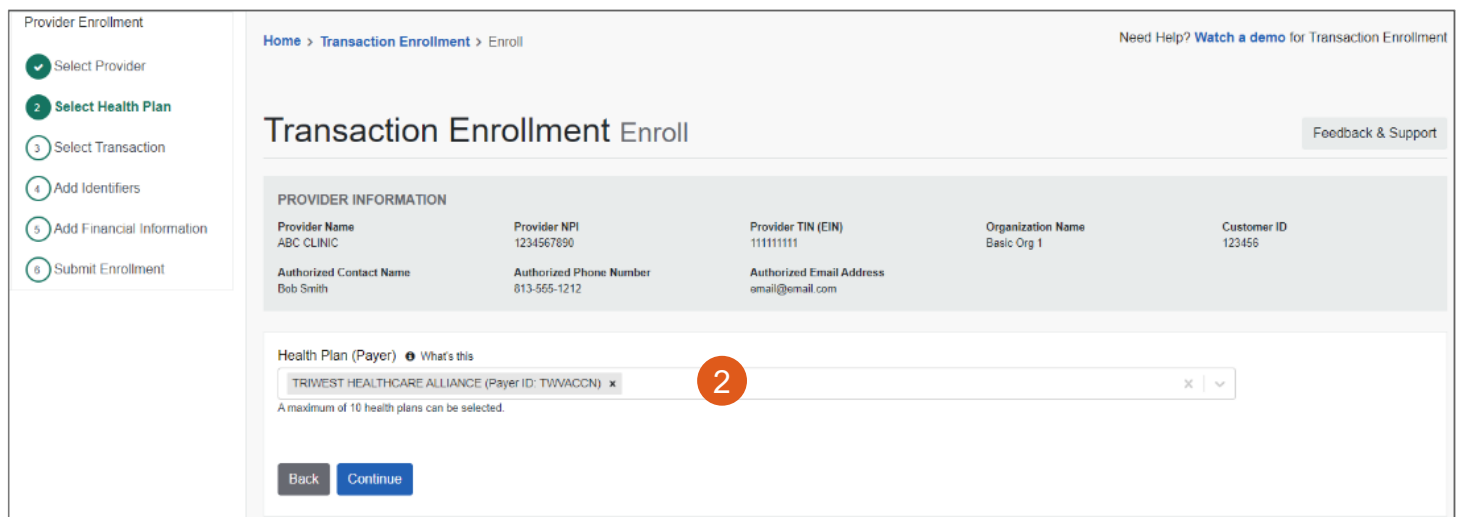 Provider Enrollment
Select Provider
2 Select Health Plan
3 Select Transaction
4 Add Identifiers
5 Add Financial Information
6 Submit Enrollment
Home > Transaction Enrollment > Enroll
Need Help? Watch a demo for Transaction Enrollment
Transaction Enrollment Enroll
Feedback & Support
PROVIDER INFORMATION
Provider Name Provider NPI Provider TIN (EIN) Organization Name Customer ID
ABC CLINIC 1234567890 111111111 Basic Org 1 123456
Authorized Contact Name Authorized Phone Number Authorized Email Address
Bob Smith 813-555-1212 email@email.com
Health Plan (Payer) What's this
TRIWEST HEALTHCARE ALLIANCE (Payer ID: TWVACCN) x
2
A maximum of 10 health plans can be selected.
Back Continue